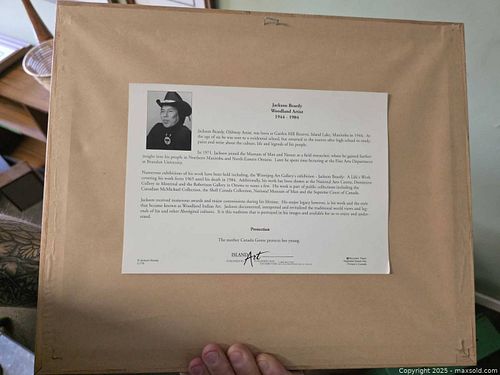 Jackson Beardy
Woodland Artist
1944 - 1984
Jackson Beardy, Ojibway Artist, was born at Garden Hill Reserve, Island Lake, Manitoba in 1944. At
the age of six he was sent to a residential school, but returned to the reserve after high school to study,
paint and write about the culture, life and legends of his people.
In 1971, Jackson joined the Museum of Man and Nature as a field researcher, where he gained further
insight into his people in Northern Manitoba and North-Eastern Ontario. Later he spent time lecturing at the Fine Arts Department
at Brandon University.
Numerous exhibitions of his work have been held including, the Winnipeg Art Gallery's exhibition - Jackson Beardy: A Life's Work
covering his work from 1965 until his death in 1984. Additionally, his work has been shown at the National Arts Centre, Dominion
Gallery in Montreal and the Robertson Gallery in Ottawa to name a few. His work is part of public collections including the
Canadian McMichael Collection, the Shell Canada Collection, National Museum of Man and the Supreme Court of Canada.
Jackson received numerous awards and major commissions during his lifetime. His major legacy however, is his work and the style
that became known as Woodland Indian Art. Jackson documented, interpreted and revitalized the traditional world views and leg-
ends of his and other Aboriginal cultures. It is this tradition that is portrayed in his images and available for us to enjoy and under-
stand.
Protection
The mother Canada Goose protects her young.
ISLAND Art
© Jackson Beardy
Printed in Canada
Copyright 2025 - maxsold.com